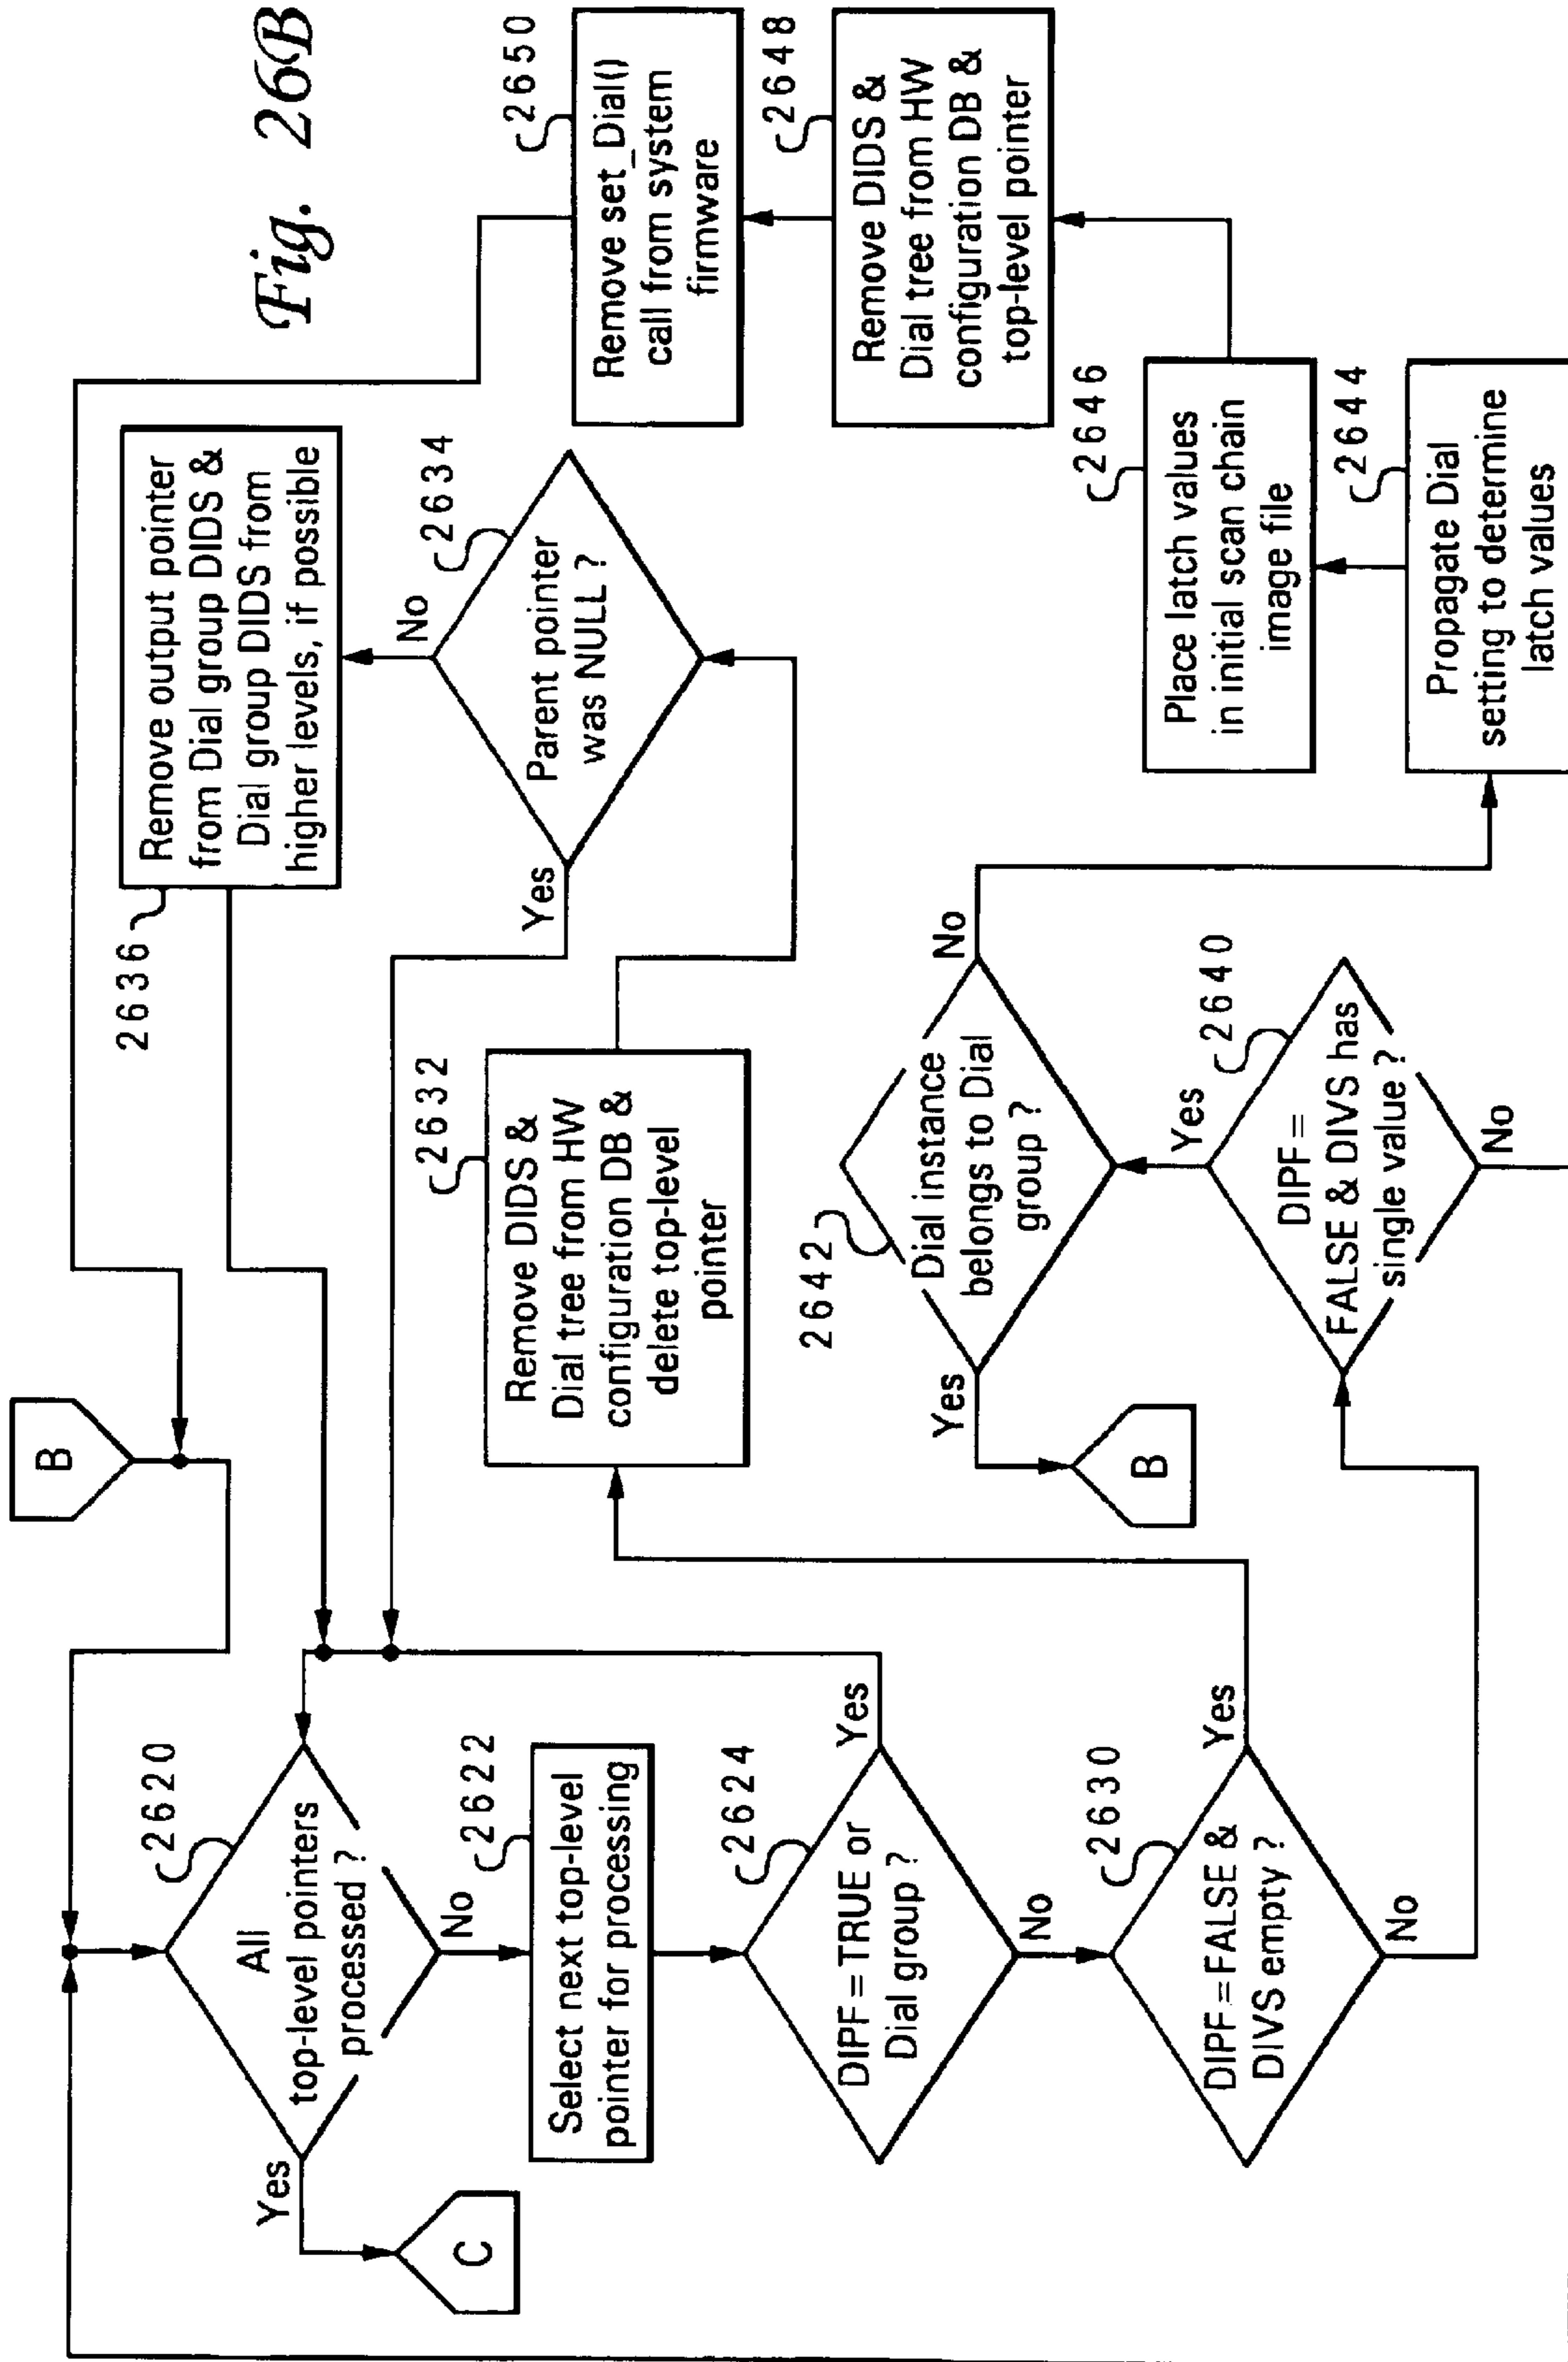 Fig. 26B
B
All
top-level pointers
processed ?
2620
Yes
C
No
Select next top-level
pointer for processing
2622
DIPF = TRUE or
Dial group ?
2624
Yes
No
DIPF = FALSE &
DIVS empty ?
2630
Yes
No
Remove DIDS &
Dial tree from HW
configuration DB &
delete top-level
pointer
2632
Parent pointer
was NULL ?
2634
Yes
No
Remove output pointer
from Dial group DIDS &
Dial group DIDS from
higher levels, if possible
2636
DIPF =
FALSE & DIVS has
single value ?
2640
Yes
No
Dial instance
belongs to Dial
group ?
2642
Yes
B
No
Propagate Dial
setting to determine
latch values
2644
Place latch values
in initial scan chain
image file
2646
Remove DIDS &
Dial tree from HW
configuration DB &
top-level pointer
2648
Remove set_Dial()
call from system
firmware
2650